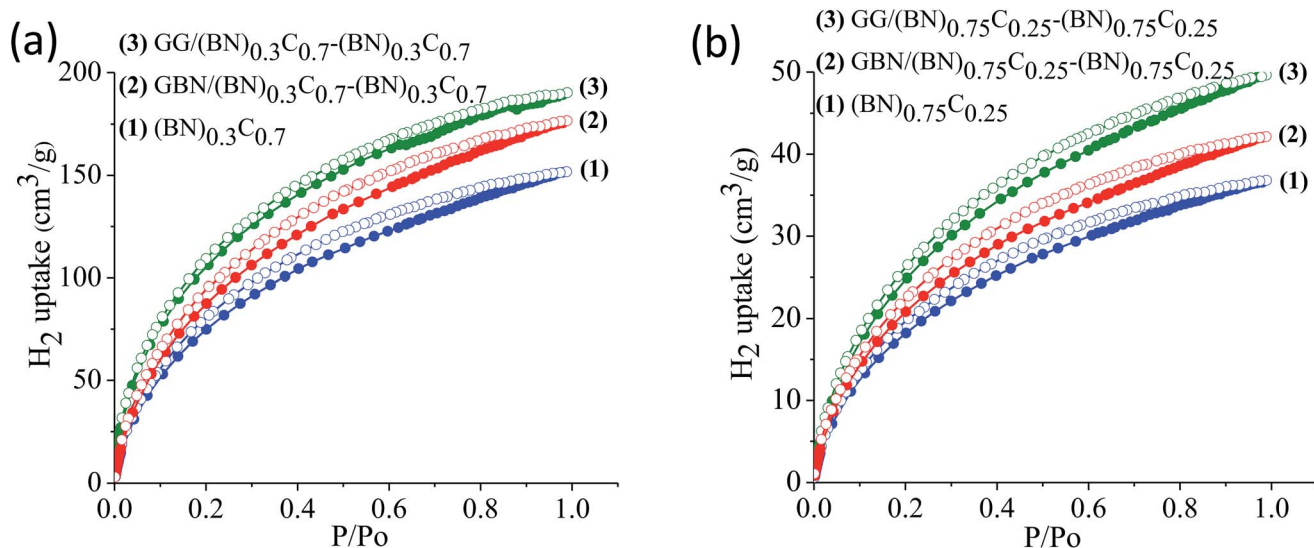 (a)
(3) GG/(BN)0.3C0.7-(BN)0.3C0.7
(2) GBN/(BN)0.3C0.7-(BN)0.3C0.7
(1) (BN)0.3C0.7
H2 uptake (cm3/g)
200
150
100
50
0
(3)
(2)
(1)
0.0 0.2 0.4 0.6 0.8 1.0
P/Po
(b)
(3) GG/(BN)0.75C0.25-(BN)0.75C0.25
(2) GBN/(BN)0.75C0.25-(BN)0.75C0.25
(1) (BN)0.75C0.25
H2 uptake (cm3/g)
50
40
30
20
10
0
(3)
(2)
(1)
0.0 0.2 0.4 0.6 0.8 1.0
P/Po